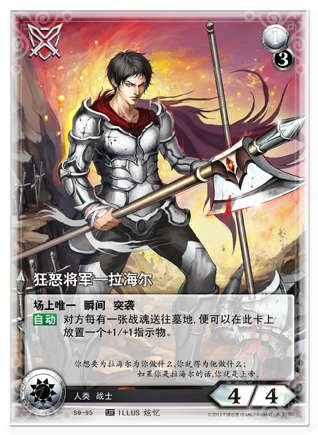 1
3
狂怒将军—拉海尔
场上唯一 瞬间 突袭
自动 对方每有一张战魂送往墓地,便可以在此卡上
放置一个+1/+1指示物。
你想要为拉海尔为你做什么,你就得为他做什么;
如果你是拉海尔的话,你就是上帝。
人类 战士
4/4
S9-95 ILLUS 炫忆